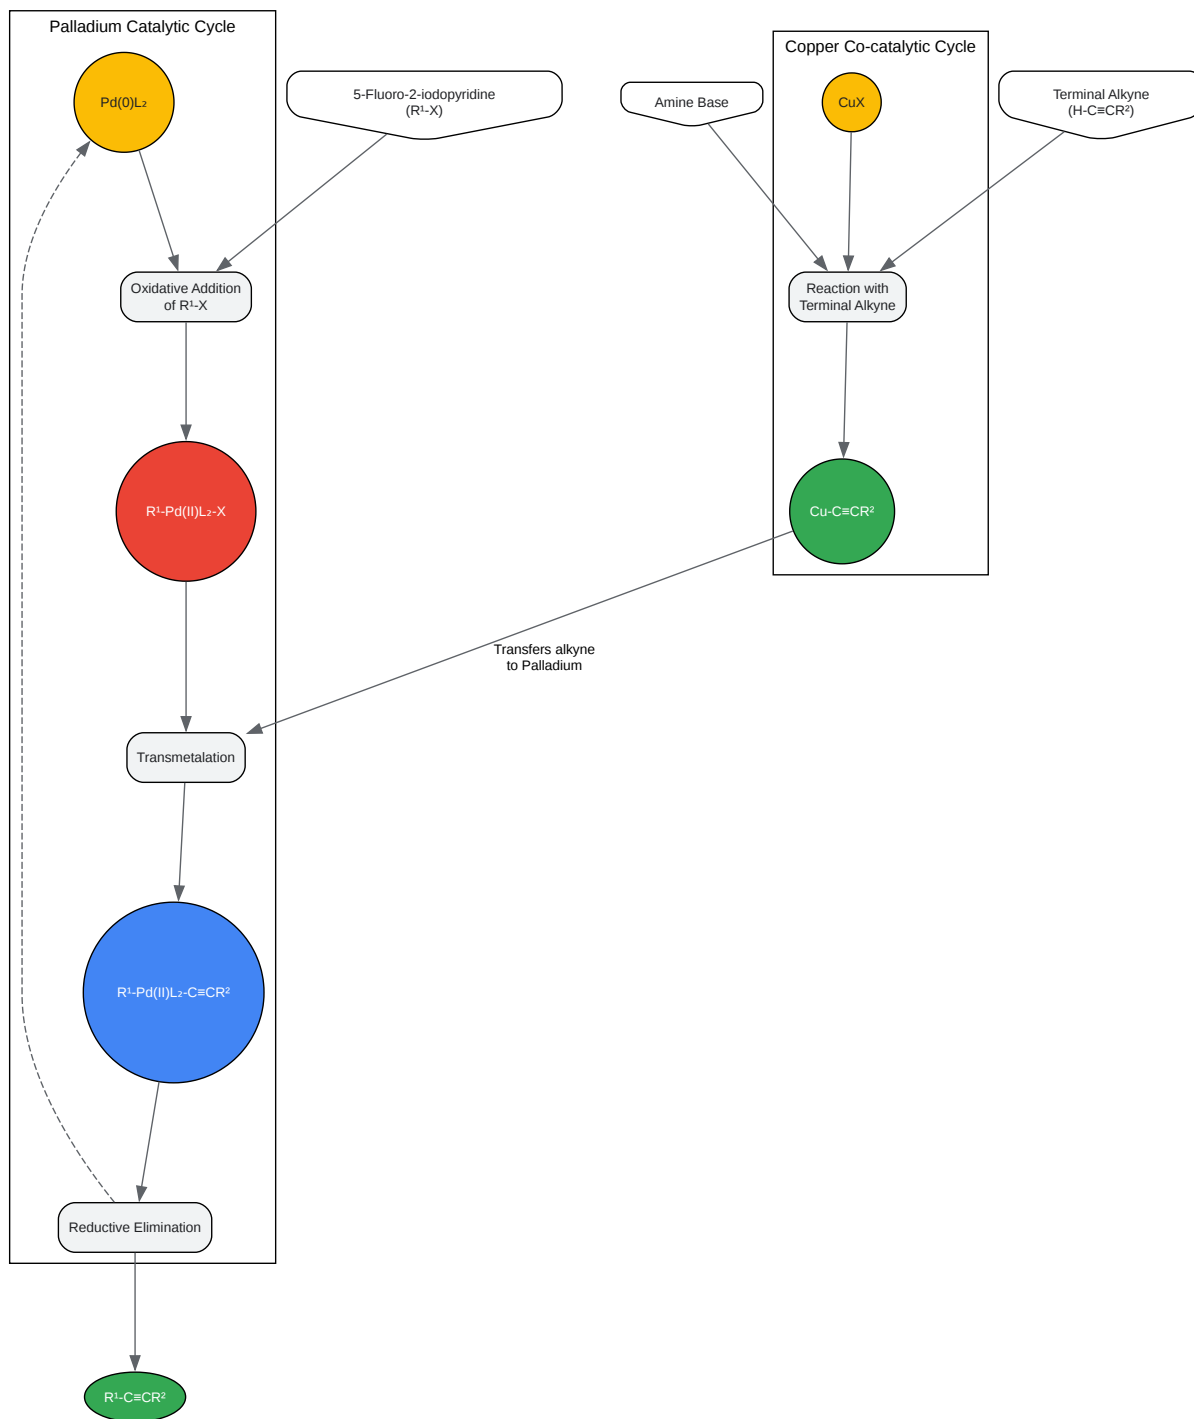 Palladium Catalytic Cycle
Copper Co-catalytic Cycle
Pd(0)L₂
5-Fluoro-2-iodopyridine
(R¹-X)
Amine Base
CuX
Terminal Alkyne
(H-C≡CR²)
Oxidative Addition
of R¹-X
Reaction with
Terminal Alkyne
R¹-Pd(II)L₂-X
Cu-C≡CR²
Transfers alkyne
to Palladium
Transmetalation
R¹-Pd(II)L₂-C≡CR²
Reductive Elimination
R¹-C≡CR²